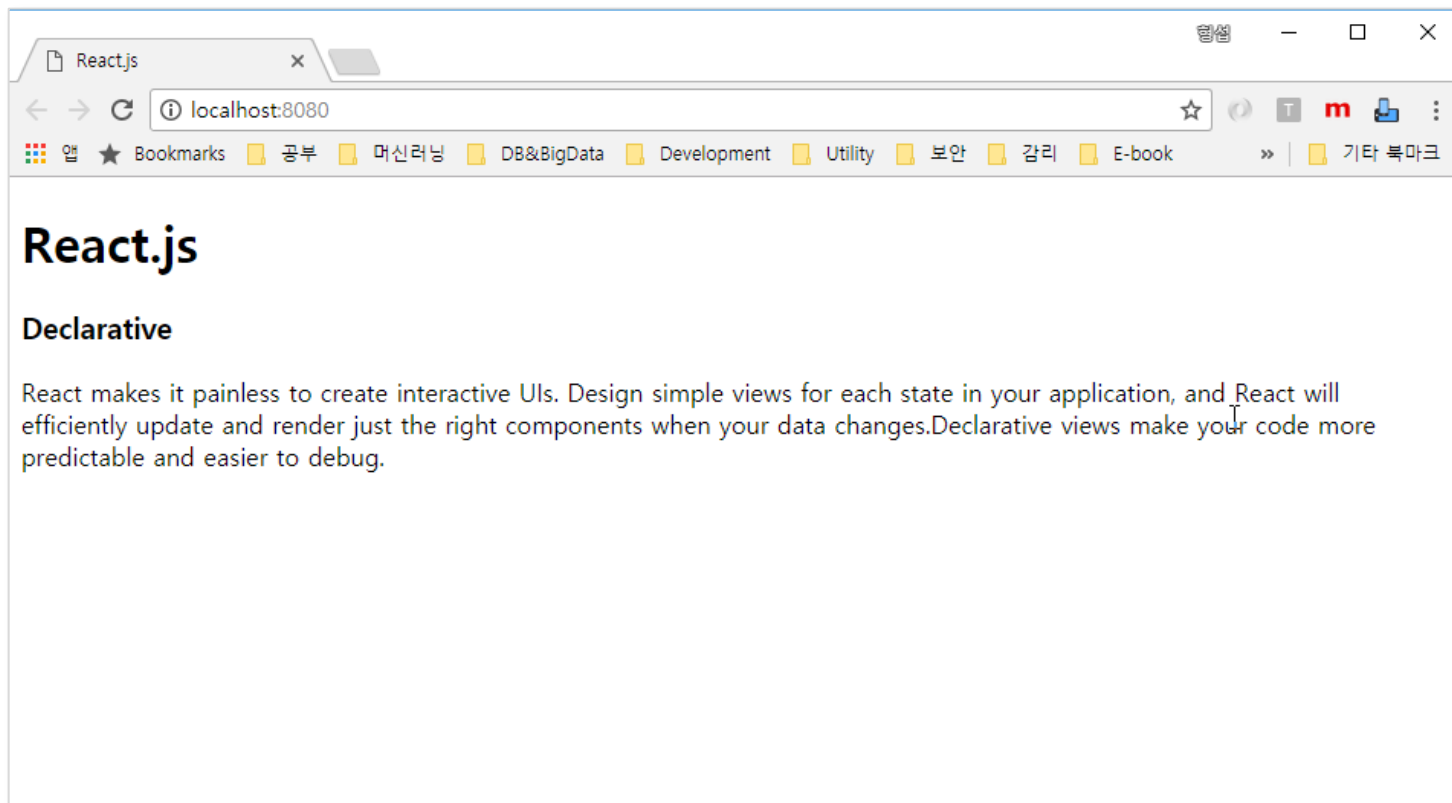 형섭
React.js
localhost:8080
T m
앱 Bookmarks 공부 머신러닝 DB&BigData Development Utility 보안 감리 E-book » 기타 북마크
React.js
Declarative
React makes it painless to create interactive UIs. Design simple views for each state in your application, and React will
efficiently update and render just the right components when your data changes.Declarative views make your code more
predictable and easier to debug.